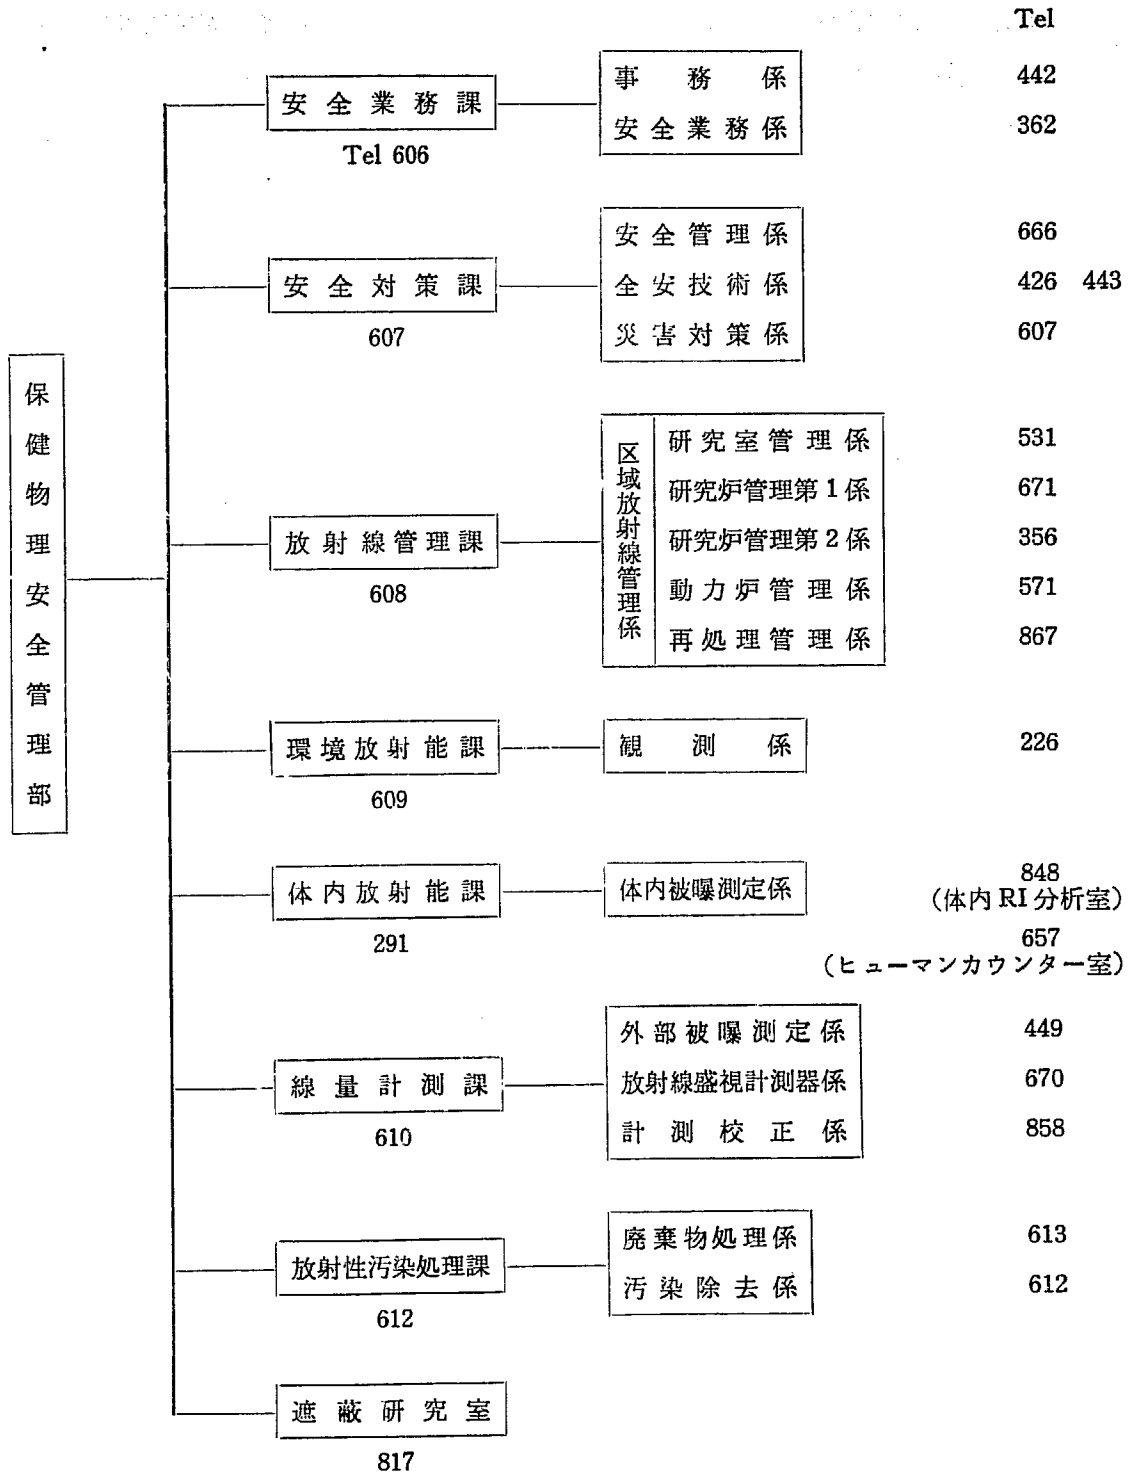 Tel
保健物理安全管理部
安全業務課
Tel 606
事務係 442
安全業務係 362
安全対策課
607
安全管理係 666
全安技術係 426 443
災害対策係 607
放射線管理課
608
区域放射線管理係
研究室管理係 531
研究炉管理第1係 671
研究炉管理第2係 356
動力炉管理係 571
再処理管理係 867
環境放射能課
609
観測係 226
体内放射能課
291
体内被曝測定係 848
(体内RI分析室)
657
(ヒューマンカウンター室)
線量計測課
610
外部被曝測定係 449
放射線盛視計測器係 670
計測校正係 858
放射性汚染処理課
612
廃棄物処理係 613
汚染除去係 612
遮蔽研究室
817